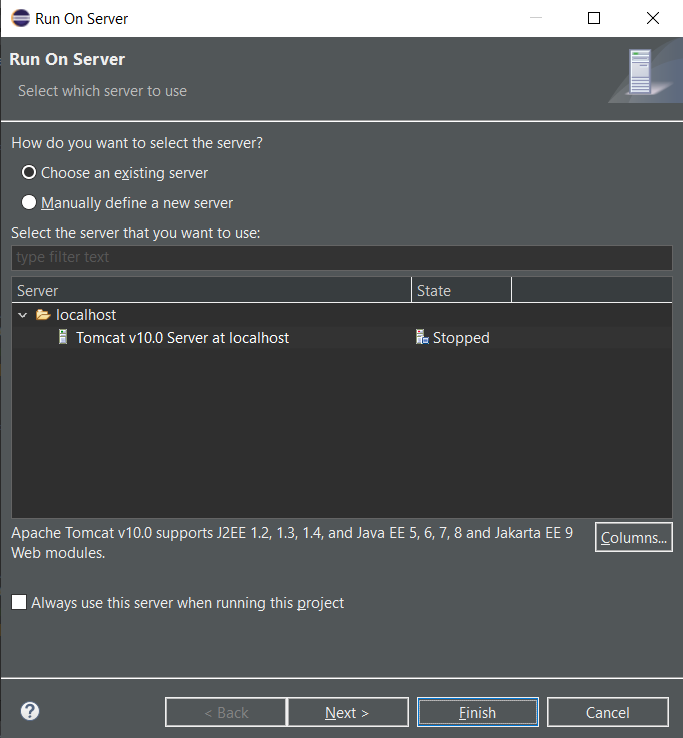 Run On Server
Run On Server
Select which server to use
How do you want to select the server?
Choose an existing server
Manually define a new server
Select the server that you want to use:
type filter text
Server State
localhost
Tomcat v10.0 Server at localhost Stopped
Apache Tomcat v10.0 supports J2EE 1.2, 1.3, 1.4, and Java EE 5, 6, 7, 8 and Jakarta EE 9
Web modules.
Columns...
Always use this server when running this project
? < Back Next > Finish Cancel